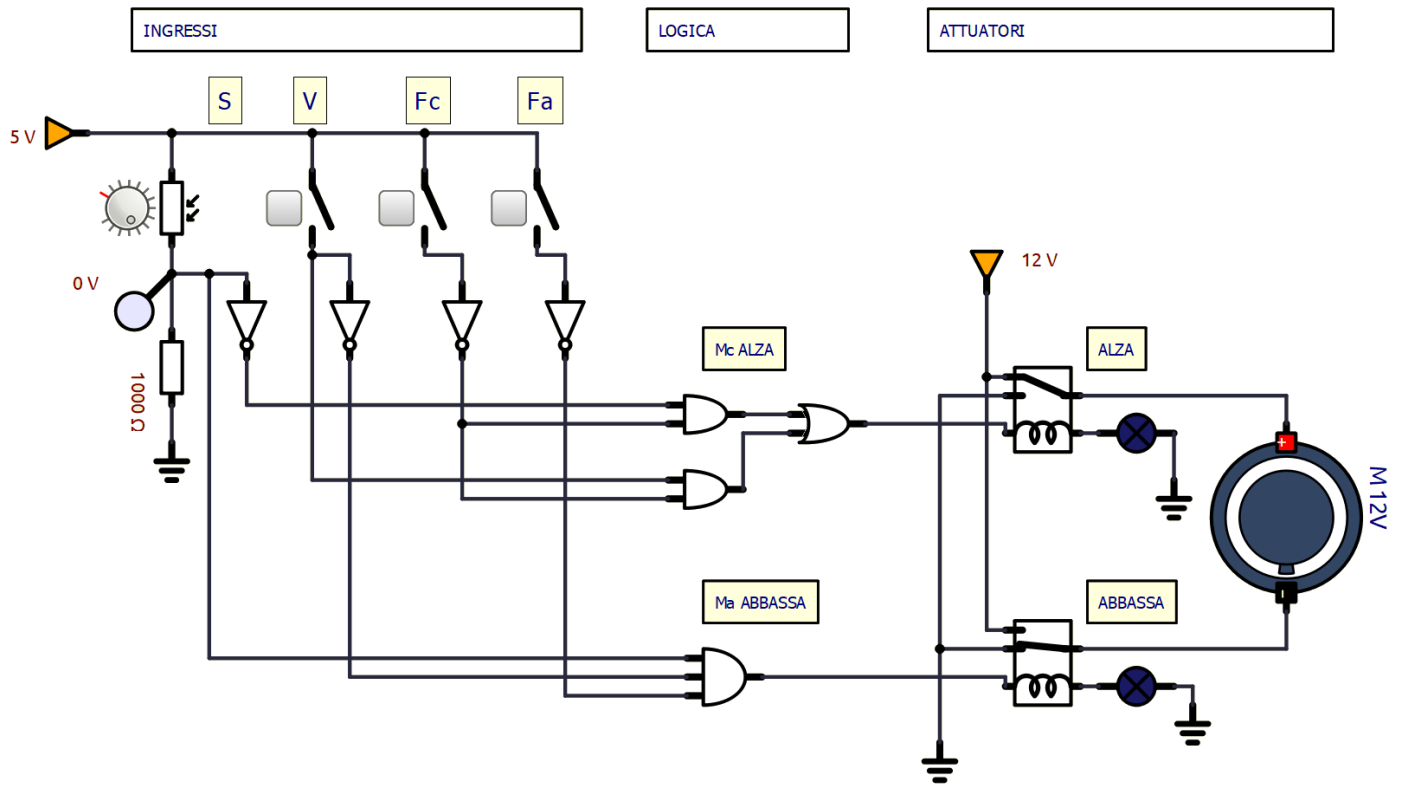 INGRESSI
LOGICA
ATTUATORI
S
V
Fc
Fa
5 V
0 V
12 V
1000 Ω
Mc ALZA
ALZA
+
M 12V
Ma ABBASSA
ABBASSA